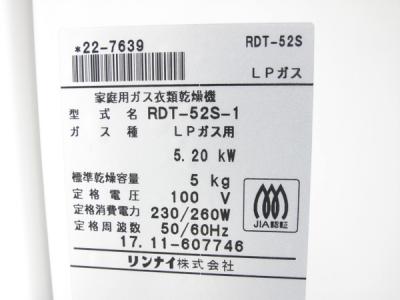 *22-7639
RDT-52S
LPガス
家庭用ガス衣類乾燥機
型式名 RDT-52S-1
ガス種 LPガス用
5.20 kW
標準乾燥容量 5 kg
定格電圧 100 V
定格消費電力 230/260W
定格周波数 50/60Hz
17.11-607746
リンナイ株式会社
JIA認証